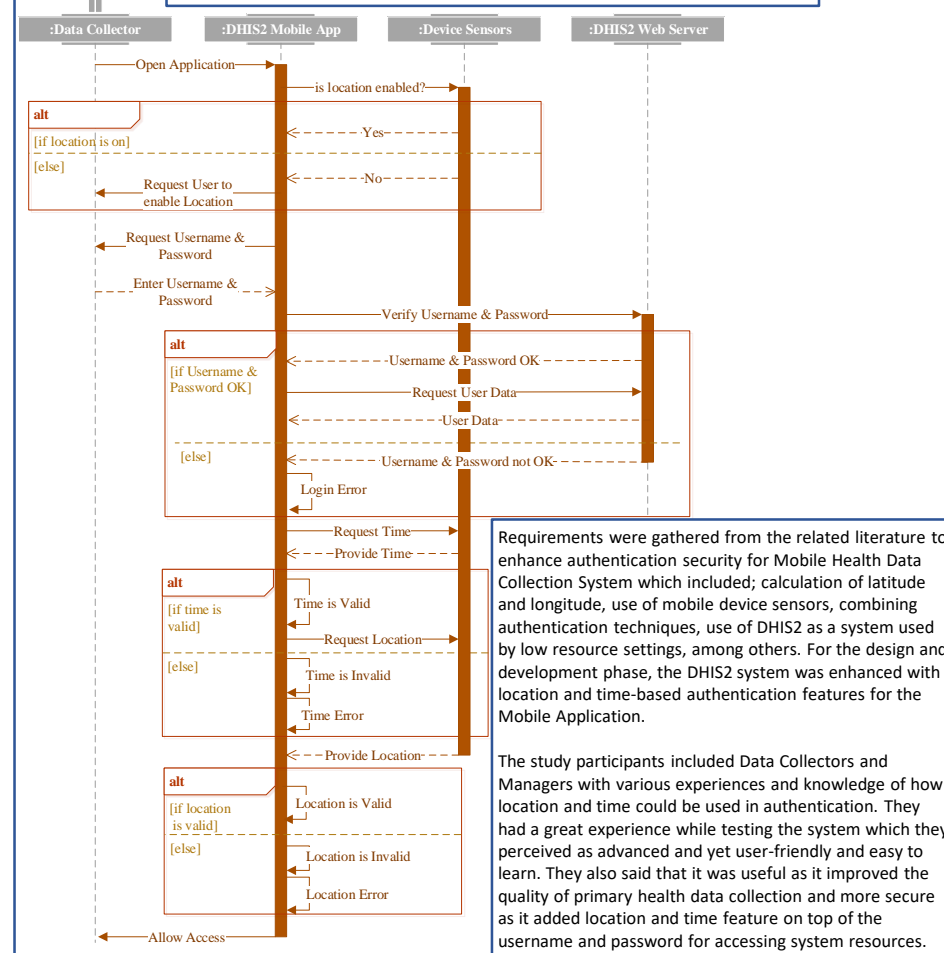 :Data Collector
:DHIS2 Mobile App
:Device Sensors
:DHIS2 Web Server
Open Application
is location enabled?
alt
Yes
[if location is on]
[else]
No
Request User to
enable Location
Request Username &
Password
Enter Username &
Password
Verify Username & Password
alt
Username & Password OK
[if Username &
Password OK]
Request User Data
User Data
[else]
Username & Password not OK
Login Error
Request Time
Provide Time
alt
Time is Valid
[if time is
valid]
Request Location
[else]
Time is Invalid
Time Error
Provide Location
alt
Location is Valid
[if location
is valid]
[else]
Location is Invalid
Location Error
Allow Access
Requirements were gathered from the related literature to
enhance authentication security for Mobile Health Data
Collection System which included; calculation of latitude
and longitude, use of mobile device sensors, combining
authentication techniques, use of DHIS2 as a system used
by low resource settings, among others. For the design and
development phase, the DHIS2 system was enhanced with
location and time-based authentication features for the
Mobile Application.
The study participants included Data Collectors and
Managers with various experiences and knowledge of how
location and time could be used in authentication. They
had a great experience while testing the system which they
perceived as advanced and yet user-friendly and easy to
learn. They also said that it was useful as it improved the
quality of primary health data collection and more secure
as it added location and time feature on top of the
username and password for accessing system resources.